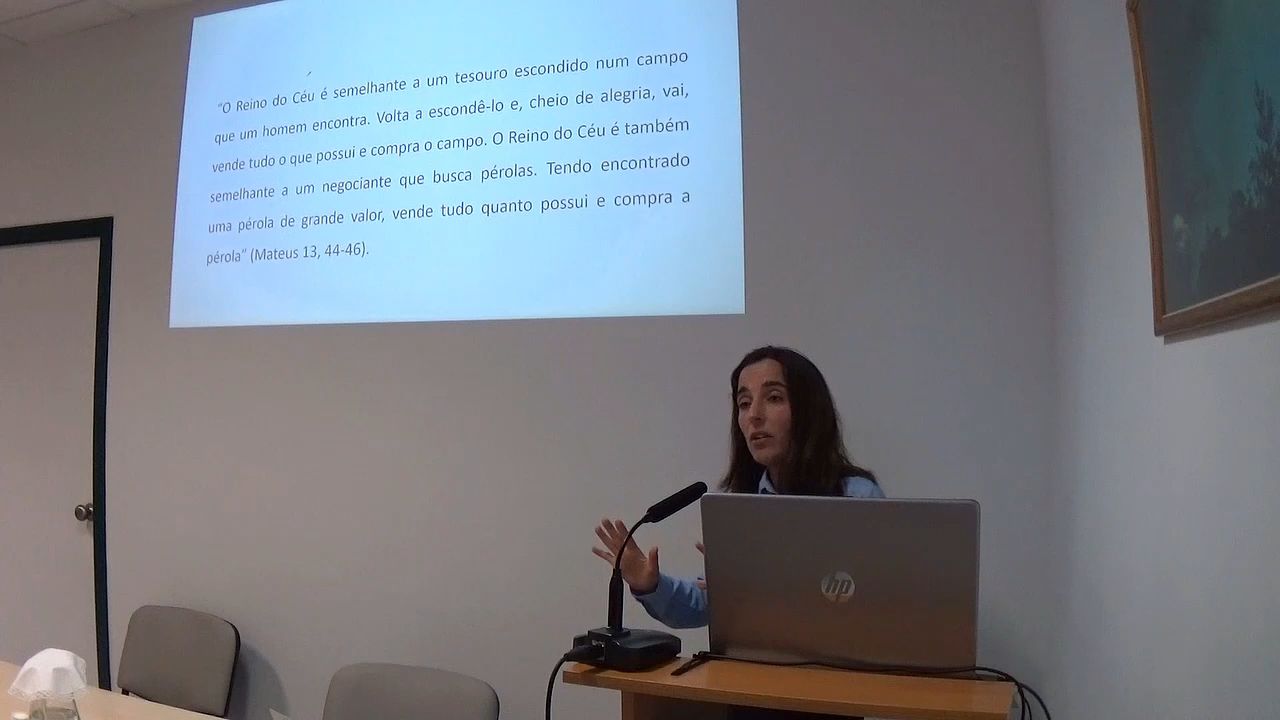 “O Reino do Céu é semelhante a um tesouro escondido num campo
que um homem encontra. Volta a escondê-lo e, cheio de alegria, vai,
vende tudo o que possui e compra o campo. O Reino do Céu é também
semelhante a um negociante que busca pérolas. Tendo encontrado
uma pérola de grande valor, vende tudo quanto possui e compra a
pérola” (Mateus 13, 44-46).
hp